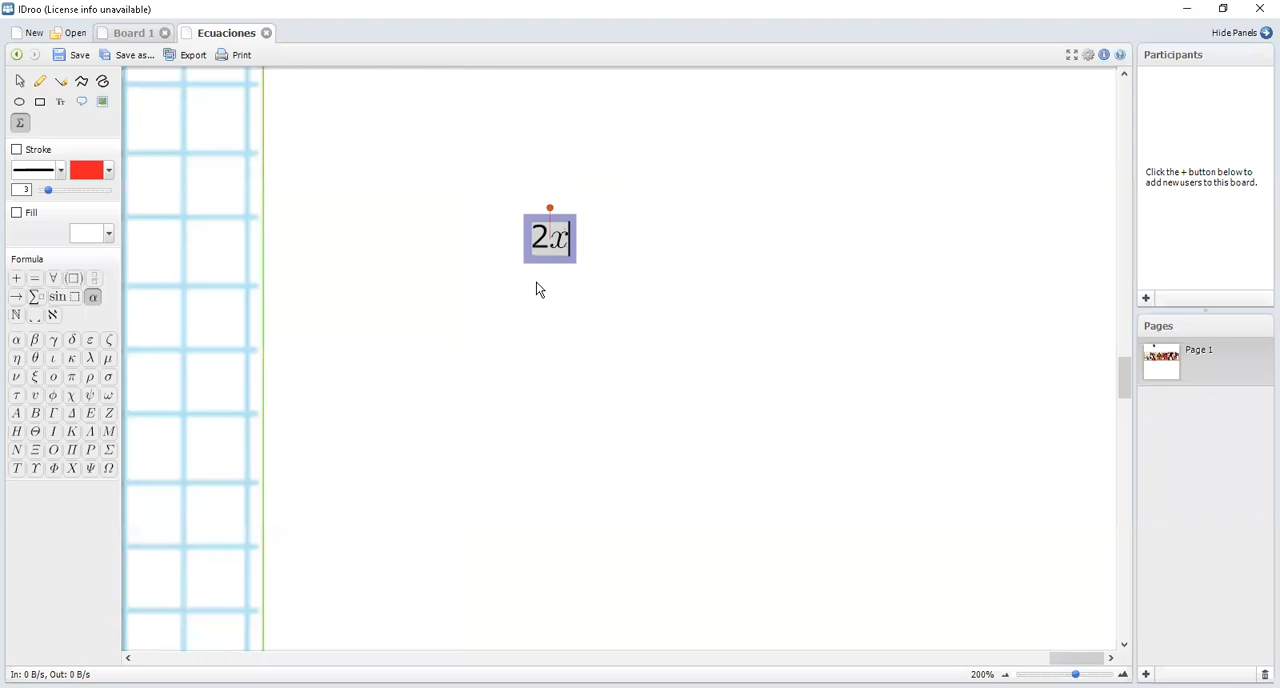 IDroo (License info unavailable)
New Open Board 1 Ecuaciones Hide Panels
Save Save as... Export Print
Participants
Tr
Σ
Stroke
3
Fill
Formula
+ = ∀
→ Σ sin α
ℕ ℵ
α β γ δ ε ζ
η θ ι κ λ μ
ν ξ ο π ρ σ
τ υ φ χ ψ ω
Α Β Γ Δ Ε Ζ
Η Θ Ι Κ Λ Μ
Ν Ξ Ο Π Ρ Σ
Τ ϒ Φ Χ Ψ Ω
2x
Click the + button below to
add new users to this board.
Pages
Page 1
In: 0 B/s, Out: 0 B/s
200%